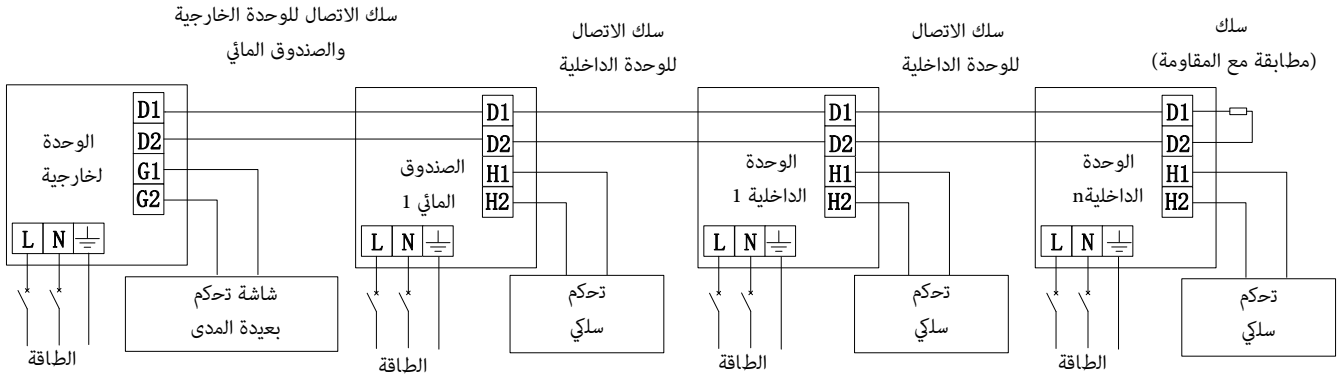 سلك الاتصال للوحدة الخارجية
والصندوق المائي
سلك الاتصال
للوحدة الداخلية
سلك الاتصال
للوحدة الداخلية
سلك
(مطابقة مع المقاومة)
الوحدة
لخارجية
D1
D2
G1
G2
L N
شاشة تحكم
بعيدة المدى
الطاقة
الصندوق
المائي 1
D1
D2
H1
H2
L N
تحكم
سلكي
الطاقة
الوحدة
الداخلية 1
D1
D2
H1
H2
L N
تحكم
سلكي
الطاقة
الوحدة
الداخليةn
D1
D2
H1
H2
L N
تحكم
سلكي
الطاقة